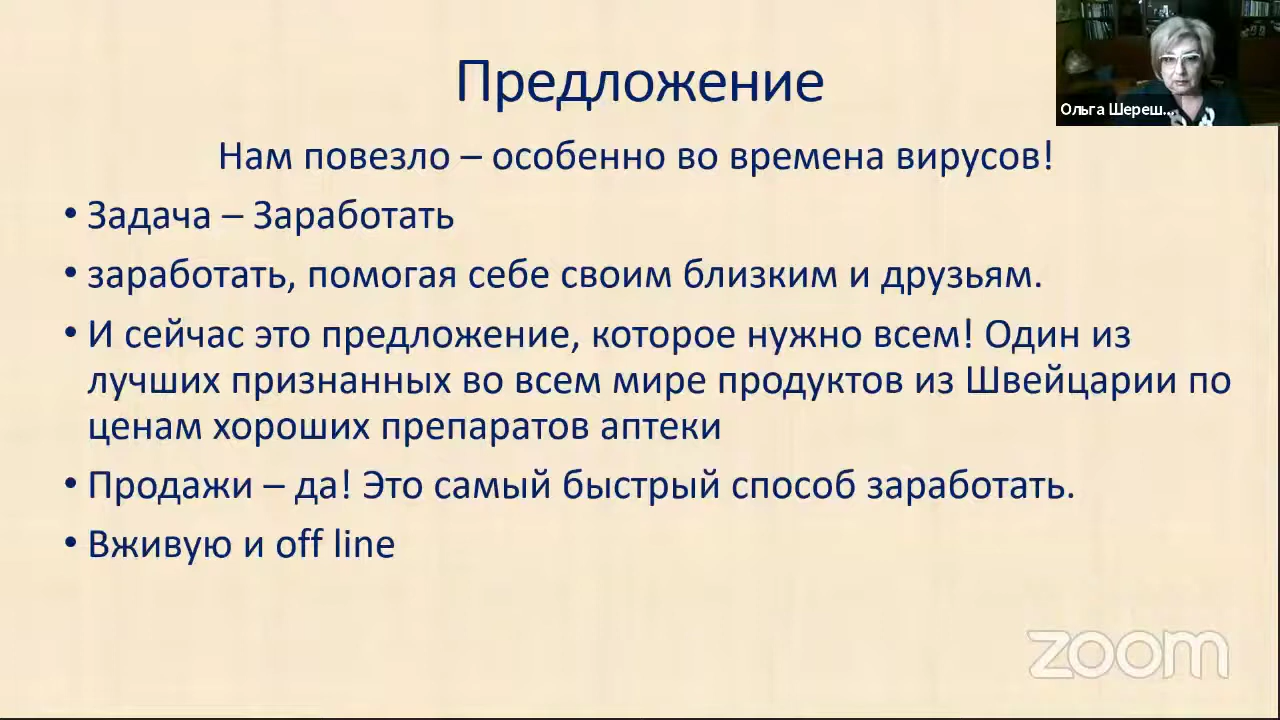 Предложение
Ольга Шереш...
Нам повезло – особенно во времена вирусов!
• Задача – Заработать
• заработать, помогая себе своим близким и друзьям.
• И сейчас это предложение, которое нужно всем! Один из
лучших признанных во всем мире продуктов из Швейцарии по
ценам хороших препаратов аптеки
• Продажи – да! Это самый быстрый способ заработать.
• Вживую и off line
zoom